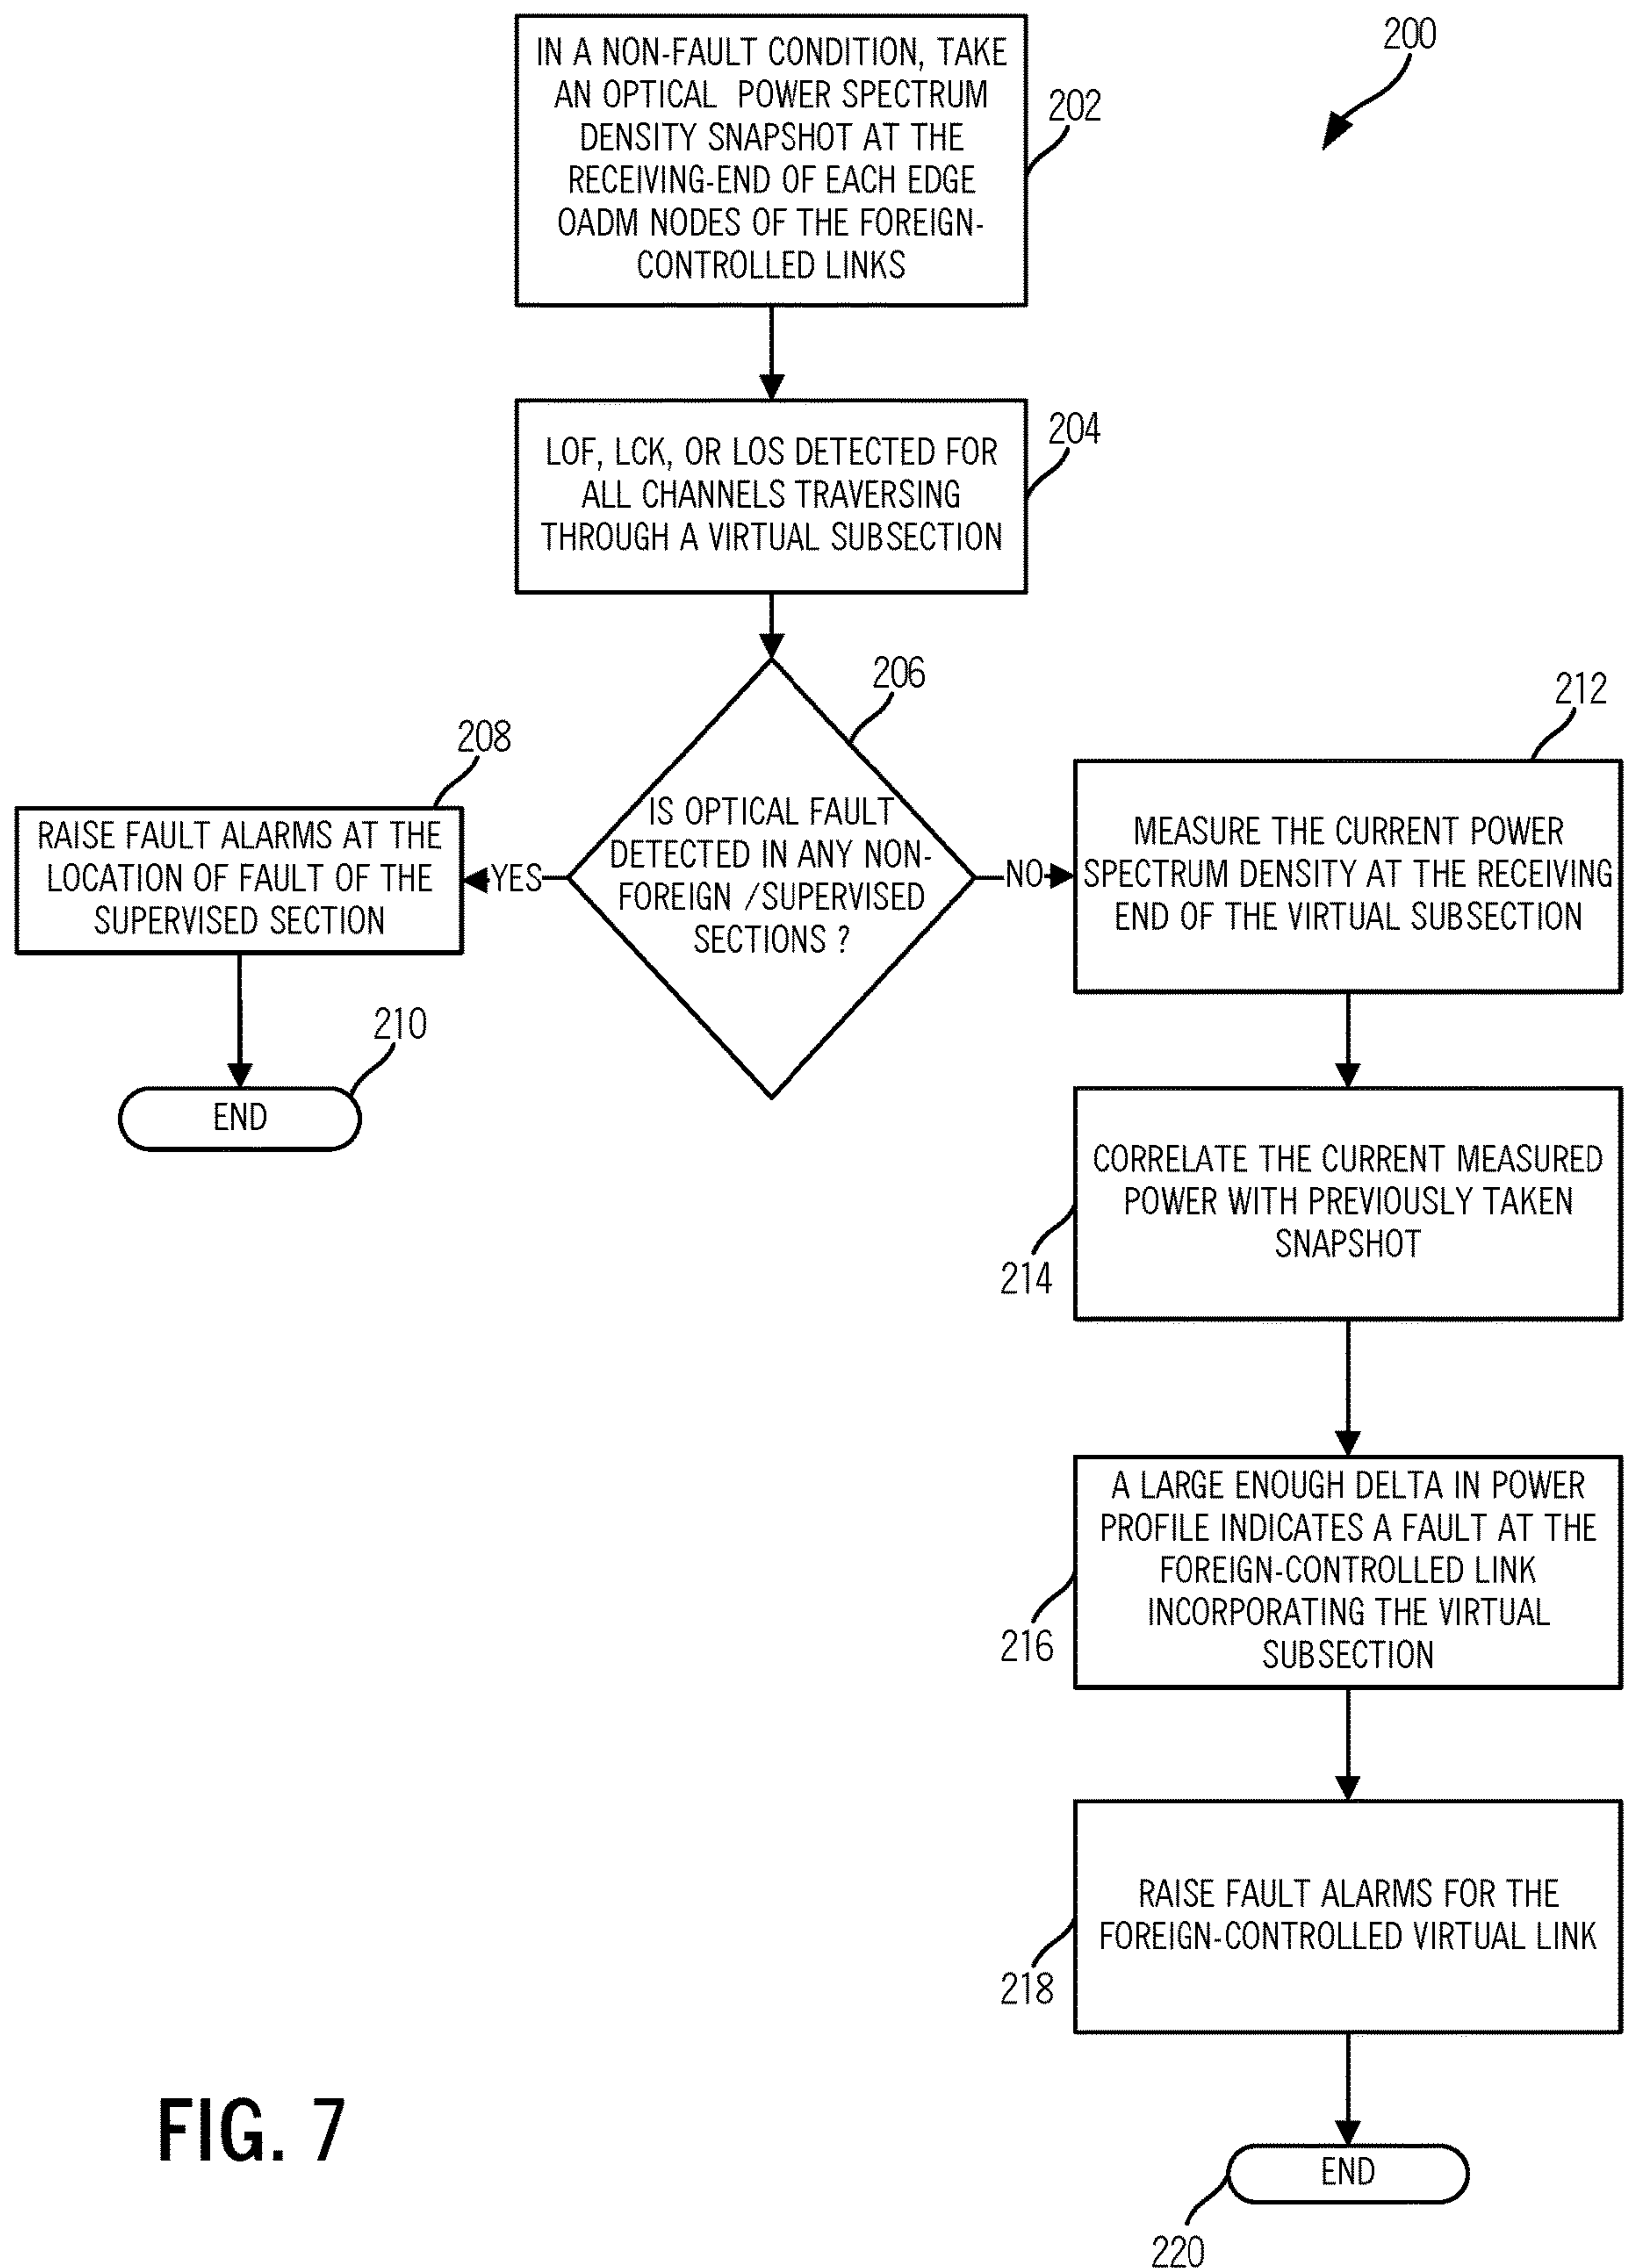 200
IN A NON-FAULT CONDITION, TAKE
AN OPTICAL POWER SPECTRUM
DENSITY SNAPSHOT AT THE
RECEIVING-END OF EACH EDGE
OADM NODES OF THE FOREIGN-
CONTROLLED LINKS
202
LOF, LCK, OR LOS DETECTED FOR
ALL CHANNELS TRAVERSING
THROUGH A VIRTUAL SUBSECTION
204
206
IS OPTICAL FAULT
DETECTED IN ANY NON-
FOREIGN /SUPERVISED
SECTIONS ?
YES
208
RAISE FAULT ALARMS AT THE
LOCATION OF FAULT OF THE
SUPERVISED SECTION
210
END
NO
212
MEASURE THE CURRENT POWER
SPECTRUM DENSITY AT THE RECEIVING
END OF THE VIRTUAL SUBSECTION
CORRELATE THE CURRENT MEASURED
POWER WITH PREVIOUSLY TAKEN
SNAPSHOT
214
A LARGE ENOUGH DELTA IN POWER
PROFILE INDICATES A FAULT AT THE
FOREIGN-CONTROLLED LINK
INCORPORATING THE VIRTUAL
SUBSECTION
216
RAISE FAULT ALARMS FOR THE
FOREIGN-CONTROLLED VIRTUAL LINK
218
END
220
FIG. 7